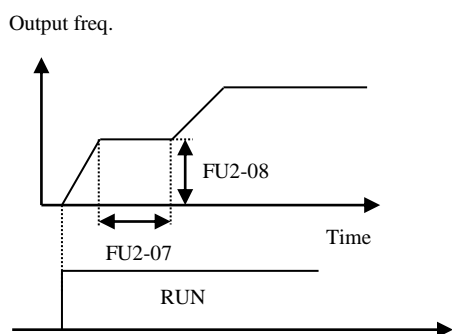 Output freq.
FU2-08
Time
FU2-07
RUN